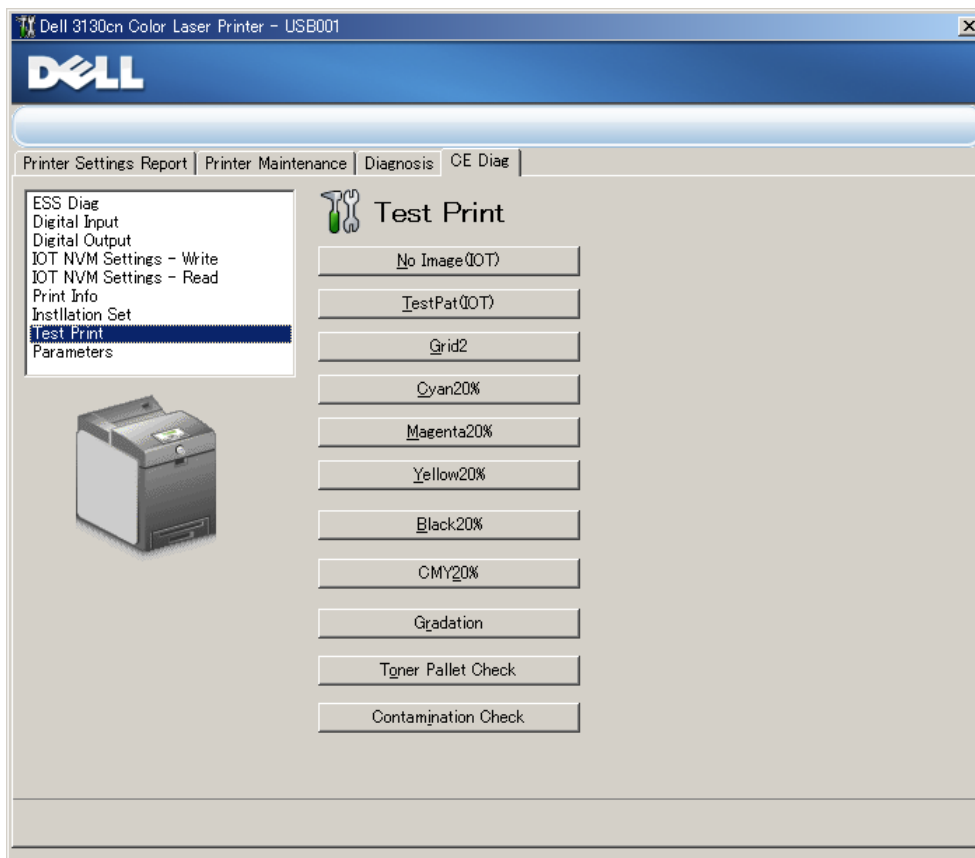 Dell 3130cn Color Laser Printer - USB001
DELL
Printer Settings Report
Printer Maintenance
Diagnosis
CE Diag
ESS Diag
Digital Input
Digital Output
IOT NVM Settings - Write
IOT NVM Settings - Read
Print Info
Instllation Set
Test Print
Parameters
Test Print
No Image(IOT)
TestPat(IOT)
Grid2
Cyan20%
Magenta20%
Yellow20%
Black20%
CMY20%
Gradation
Toner Pallet Check
Contamination Check